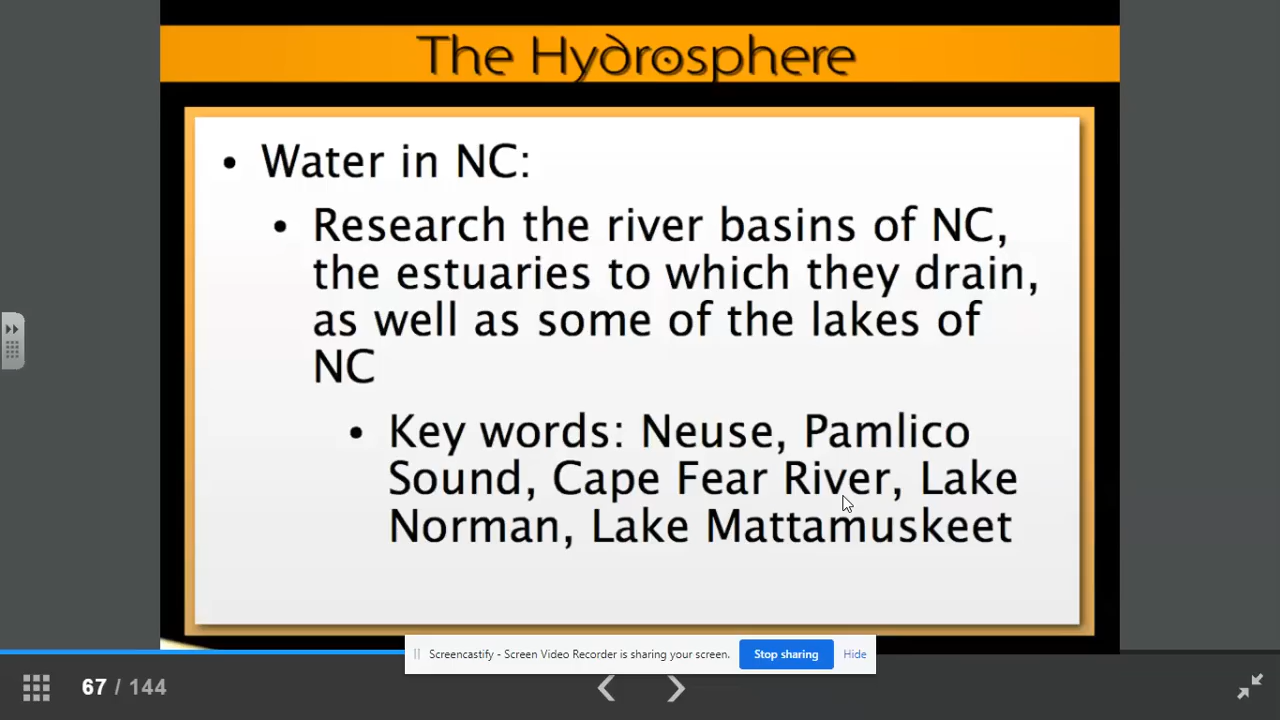 The Hydrosphere
• Water in NC:
• Research the river basins of NC,
the estuaries to which they drain,
as well as some of the lakes of
NC
• Key words: Neuse, Pamlico
Sound, Cape Fear River, Lake
Norman, Lake Mattamuskeet
Screencastify - Screen Video Recorder is sharing your screen. Stop sharing Hide
67 / 144